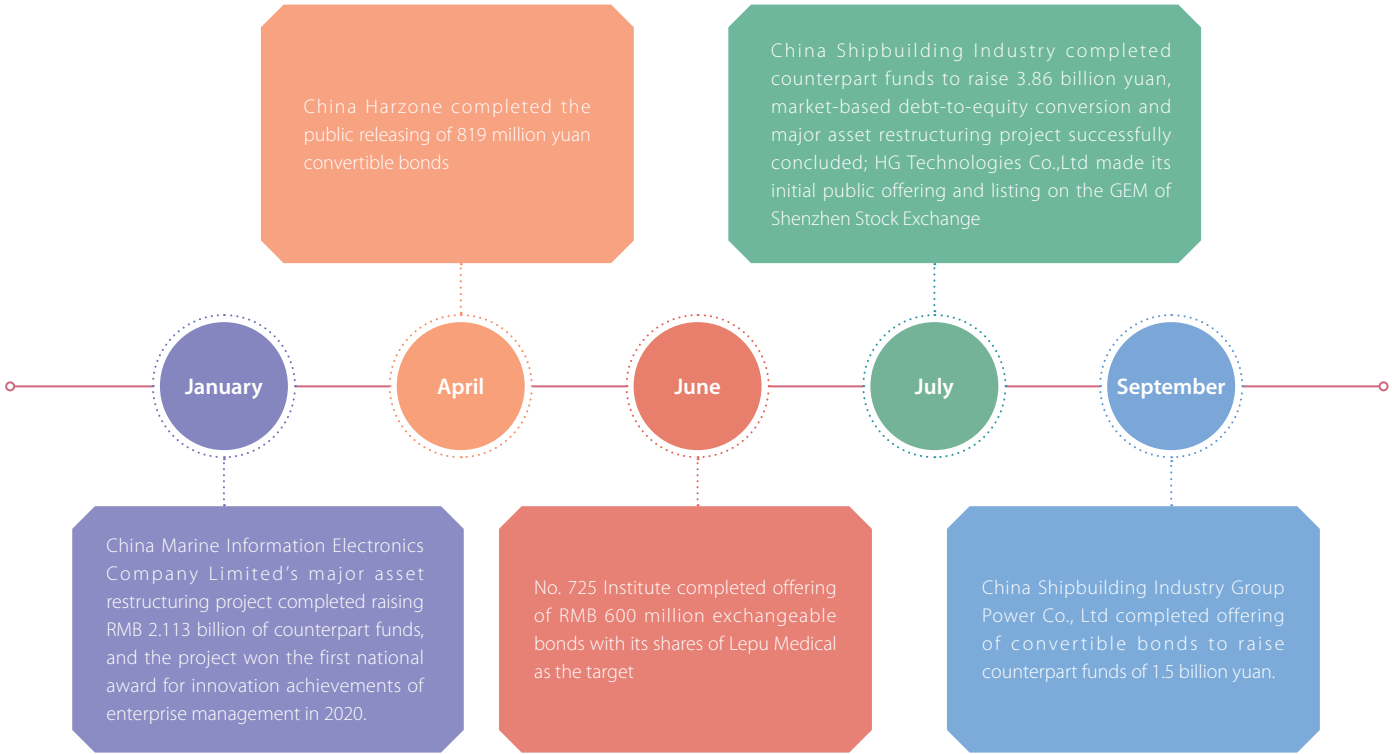 China Harzone completed the
public releasing of 819 million yuan
convertible bonds
China Shipbuilding Industry completed
counterpart funds to raise 3.86 billion yuan,
market-based debt-to-equity conversion and
major asset restructuring project successfully
concluded; HG Technologies Co.,Ltd made its
initial public offering and listing on the GEM of
Shenzhen Stock Exchange
January
April
June
July
September
China Marine Information Electronics
Company Limited's major asset
restructuring project completed raising
RMB 2.113 billion of counterpart funds,
and the project won the first national
award for innovation achievements of
enterprise management in 2020.
No. 725 Institute completed offering
of RMB 600 million exchangeable
bonds with its shares of Lepu Medical
as the target
China Shipbuilding Industry Group
Power Co., Ltd completed offering
of convertible bonds to raise
counterpart funds of 1.5 billion yuan.